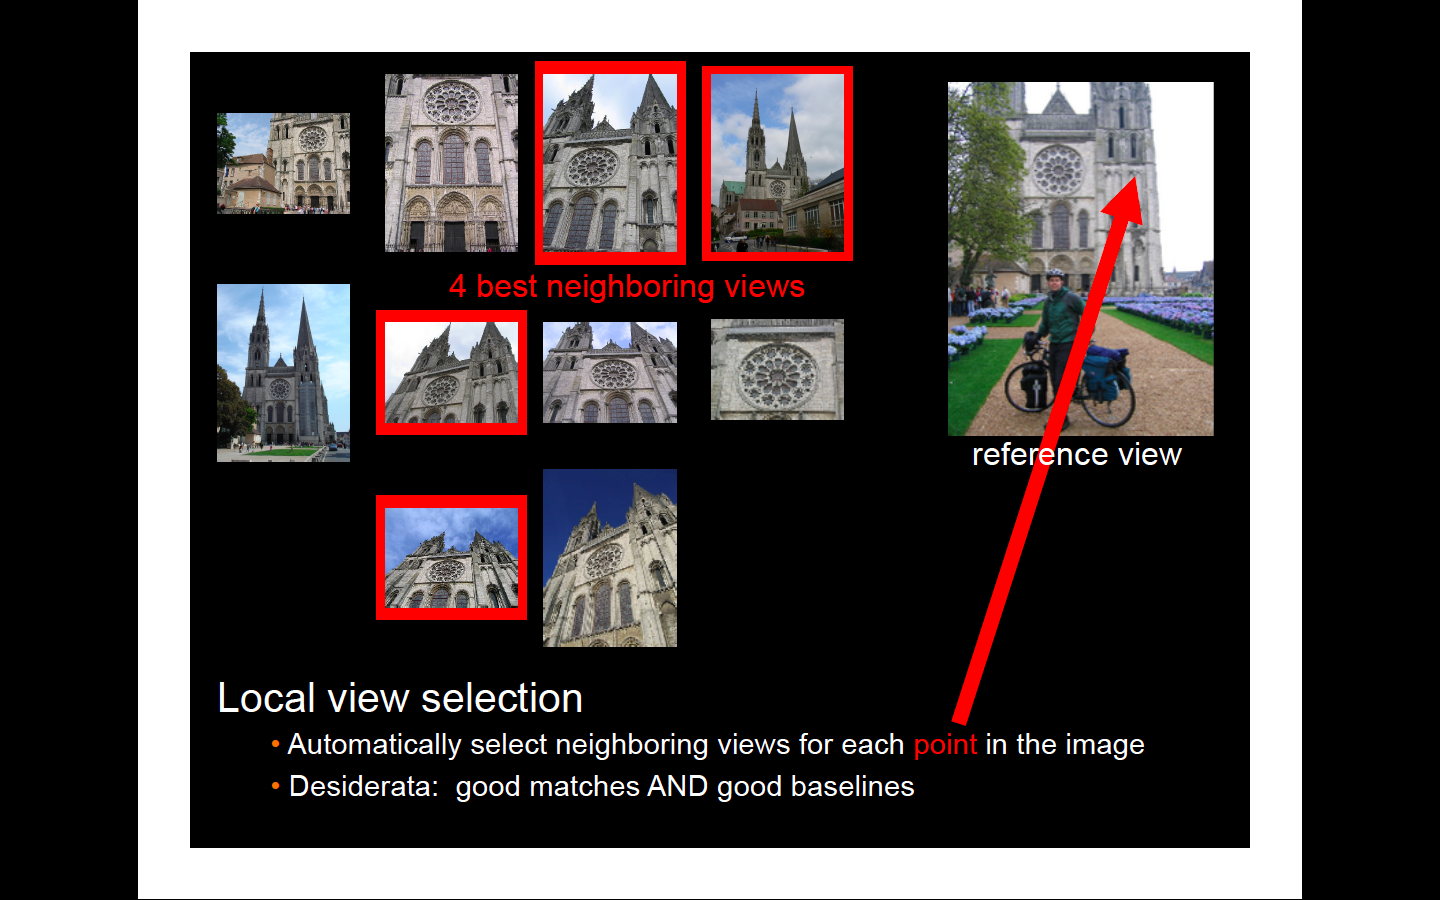 4 best neighboring views
reference view
Local view selection
• Automatically select neighboring views for each point in the image
• Desiderata:  good matches AND good baselines